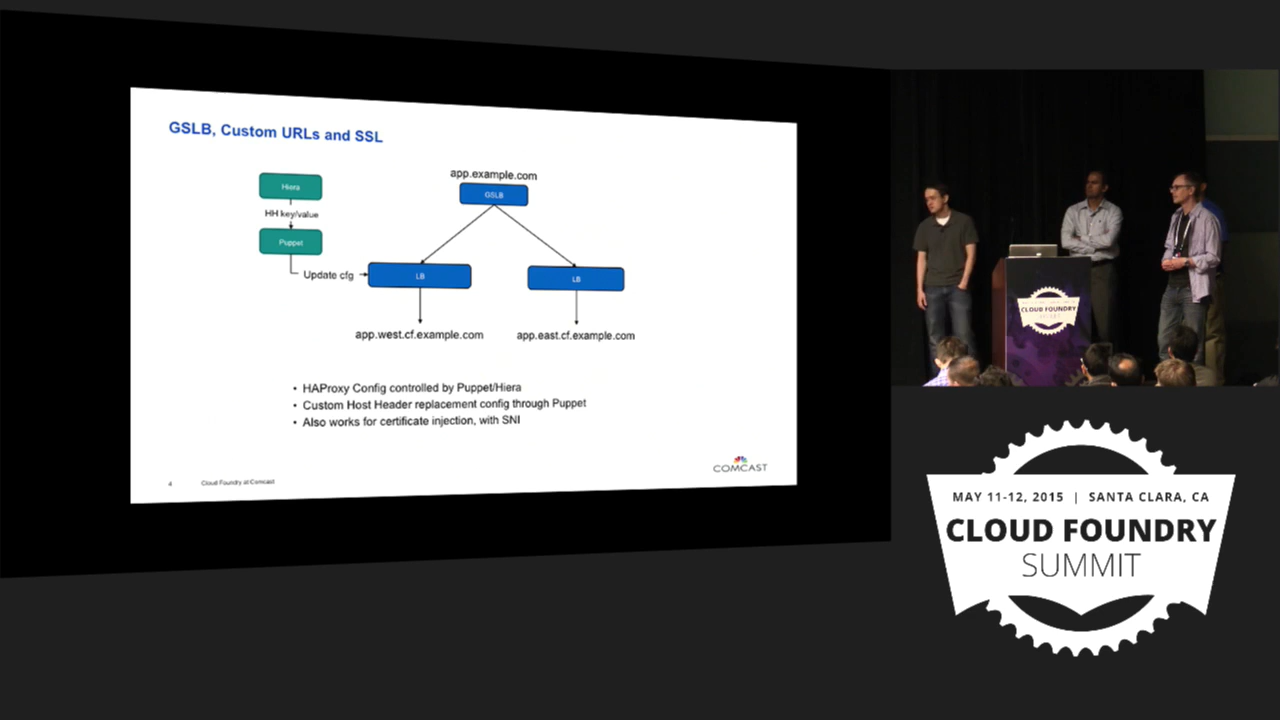 GSLB, Custom URLs and SSL
app.example.com
Hiera
GSLB
HH key/value
Puppet
Update cfg
LB
LB
app.west.cf.example.com
app.east.cf.example.com
• HAProxy Config controlled by Puppet/Hiera
• Custom Host Header replacement config through Puppet
• Also works for certificate injection, with SNI
COMCAST
4
Cloud Foundry at Comcast
CLOUD FOUNDRY
MAY 11-12, 2015 | SANTA CLARA, CA
CLOUD FOUNDRY
SUMMIT